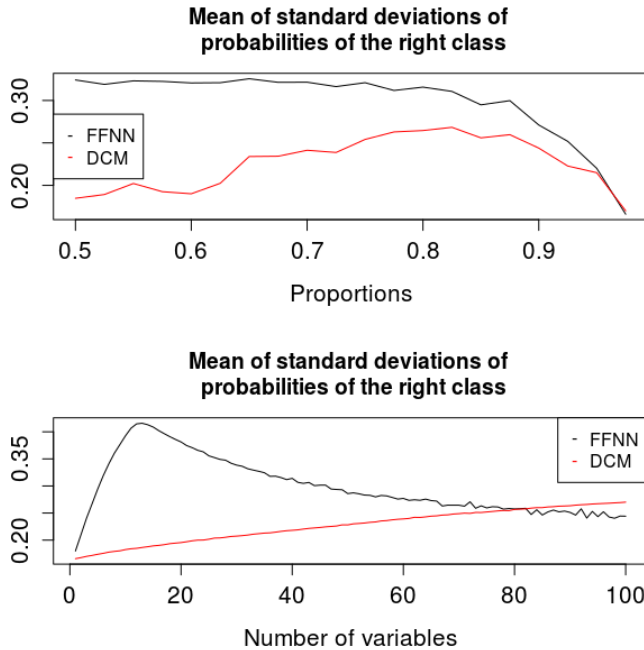 Mean of standard deviations of
probabilities of the right class
0.30
0.20
FFNN
DCM
0.5 0.6 0.7 0.8 0.9
Proportions
Mean of standard deviations of
probabilities of the right class
0.35
0.20
FFNN
DCM
0 20 40 60 80 100
Number of variables